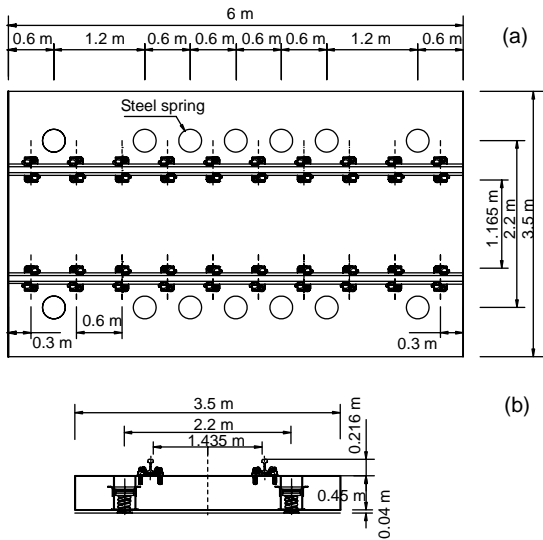 6 m
(a)
0.6 m
1.2 m
0.6 m
0.6 m
0.6 m
0.6 m
1.2 m
0.6 m
Steel spring
1.165 m
2.2 m
3.5 m
0.6 m
0.3 m
0.3 m
(b)
3.5 m
2.2 m
1.435 m
0.216 m
0.45 m
0.04 m